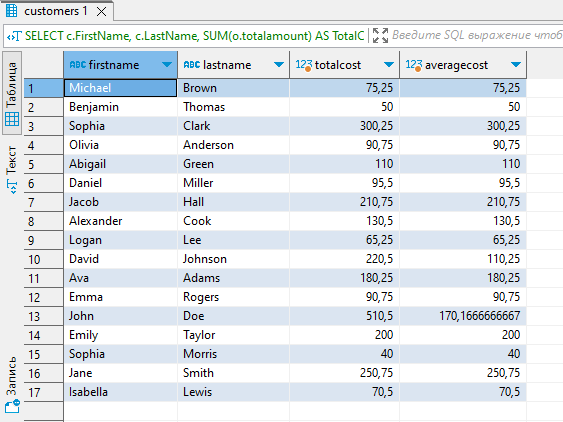 customers 1
SELECT c.FirstName, c.LastName, SUM(o.totalamount) AS TotalC
Введите SQL выражение чтоб
Таблица
Текст
Запись
ABC firstname ABC lastname 123 totalcost 123 averagecost
1 Michael Brown 75,25 75,25
2 Benjamin Thomas 50 50
3 Sophia Clark 300,25 300,25
4 Olivia Anderson 90,75 90,75
5 Abigail Green 110 110
6 Daniel Miller 95,5 95,5
7 Jacob Hall 210,75 210,75
8 Alexander Cook 130,5 130,5
9 Logan Lee 65,25 65,25
10 David Johnson 220,5 110,25
11 Ava Adams 180,25 180,25
12 Emma Rogers 90,75 90,75
13 John Doe 510,5 170,1666666667
14 Emily Taylor 200 200
15 Sophia Morris 40 40
16 Jane Smith 250,75 250,75
17 Isabella Lewis 70,5 70,5